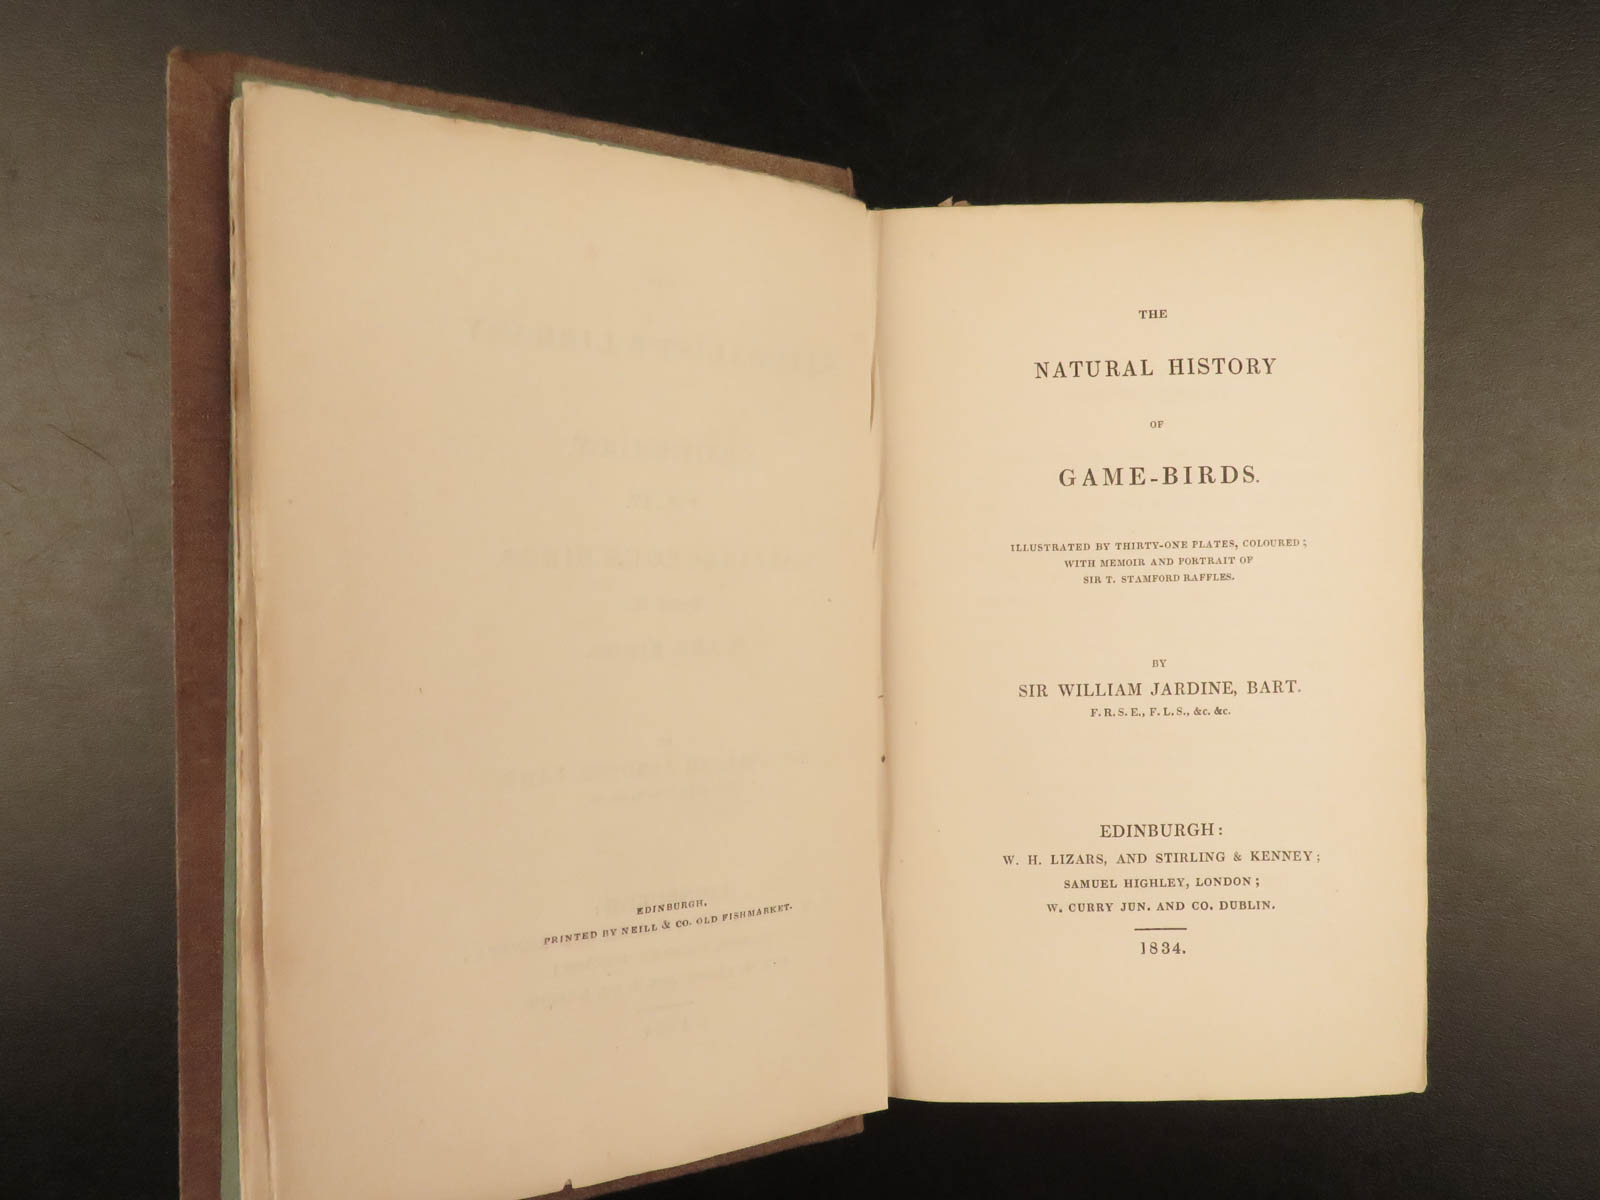 EDINBURGH.
PRINTED BY NEILL & CO. OLD FISHMARKET.
THE
NATURAL HISTORY
OF
GAME-BIRDS.
ILLUSTRATED BY THIRTY-ONE PLATES, COLOURED;
WITH MEMOIR AND PORTRAIT OF
SIR T. STAMFORD RAFFLES.
BY
SIR WILLIAM JARDINE, BART.
F. R. S. E., F. L. S., &c. &c.
EDINBURGH:
W. H. LIZARS, AND STIRLING & KENNEY;
SAMUEL HIGHLEY, LONDON;
W. CURRY JUN. AND CO. DUBLIN.
1834.